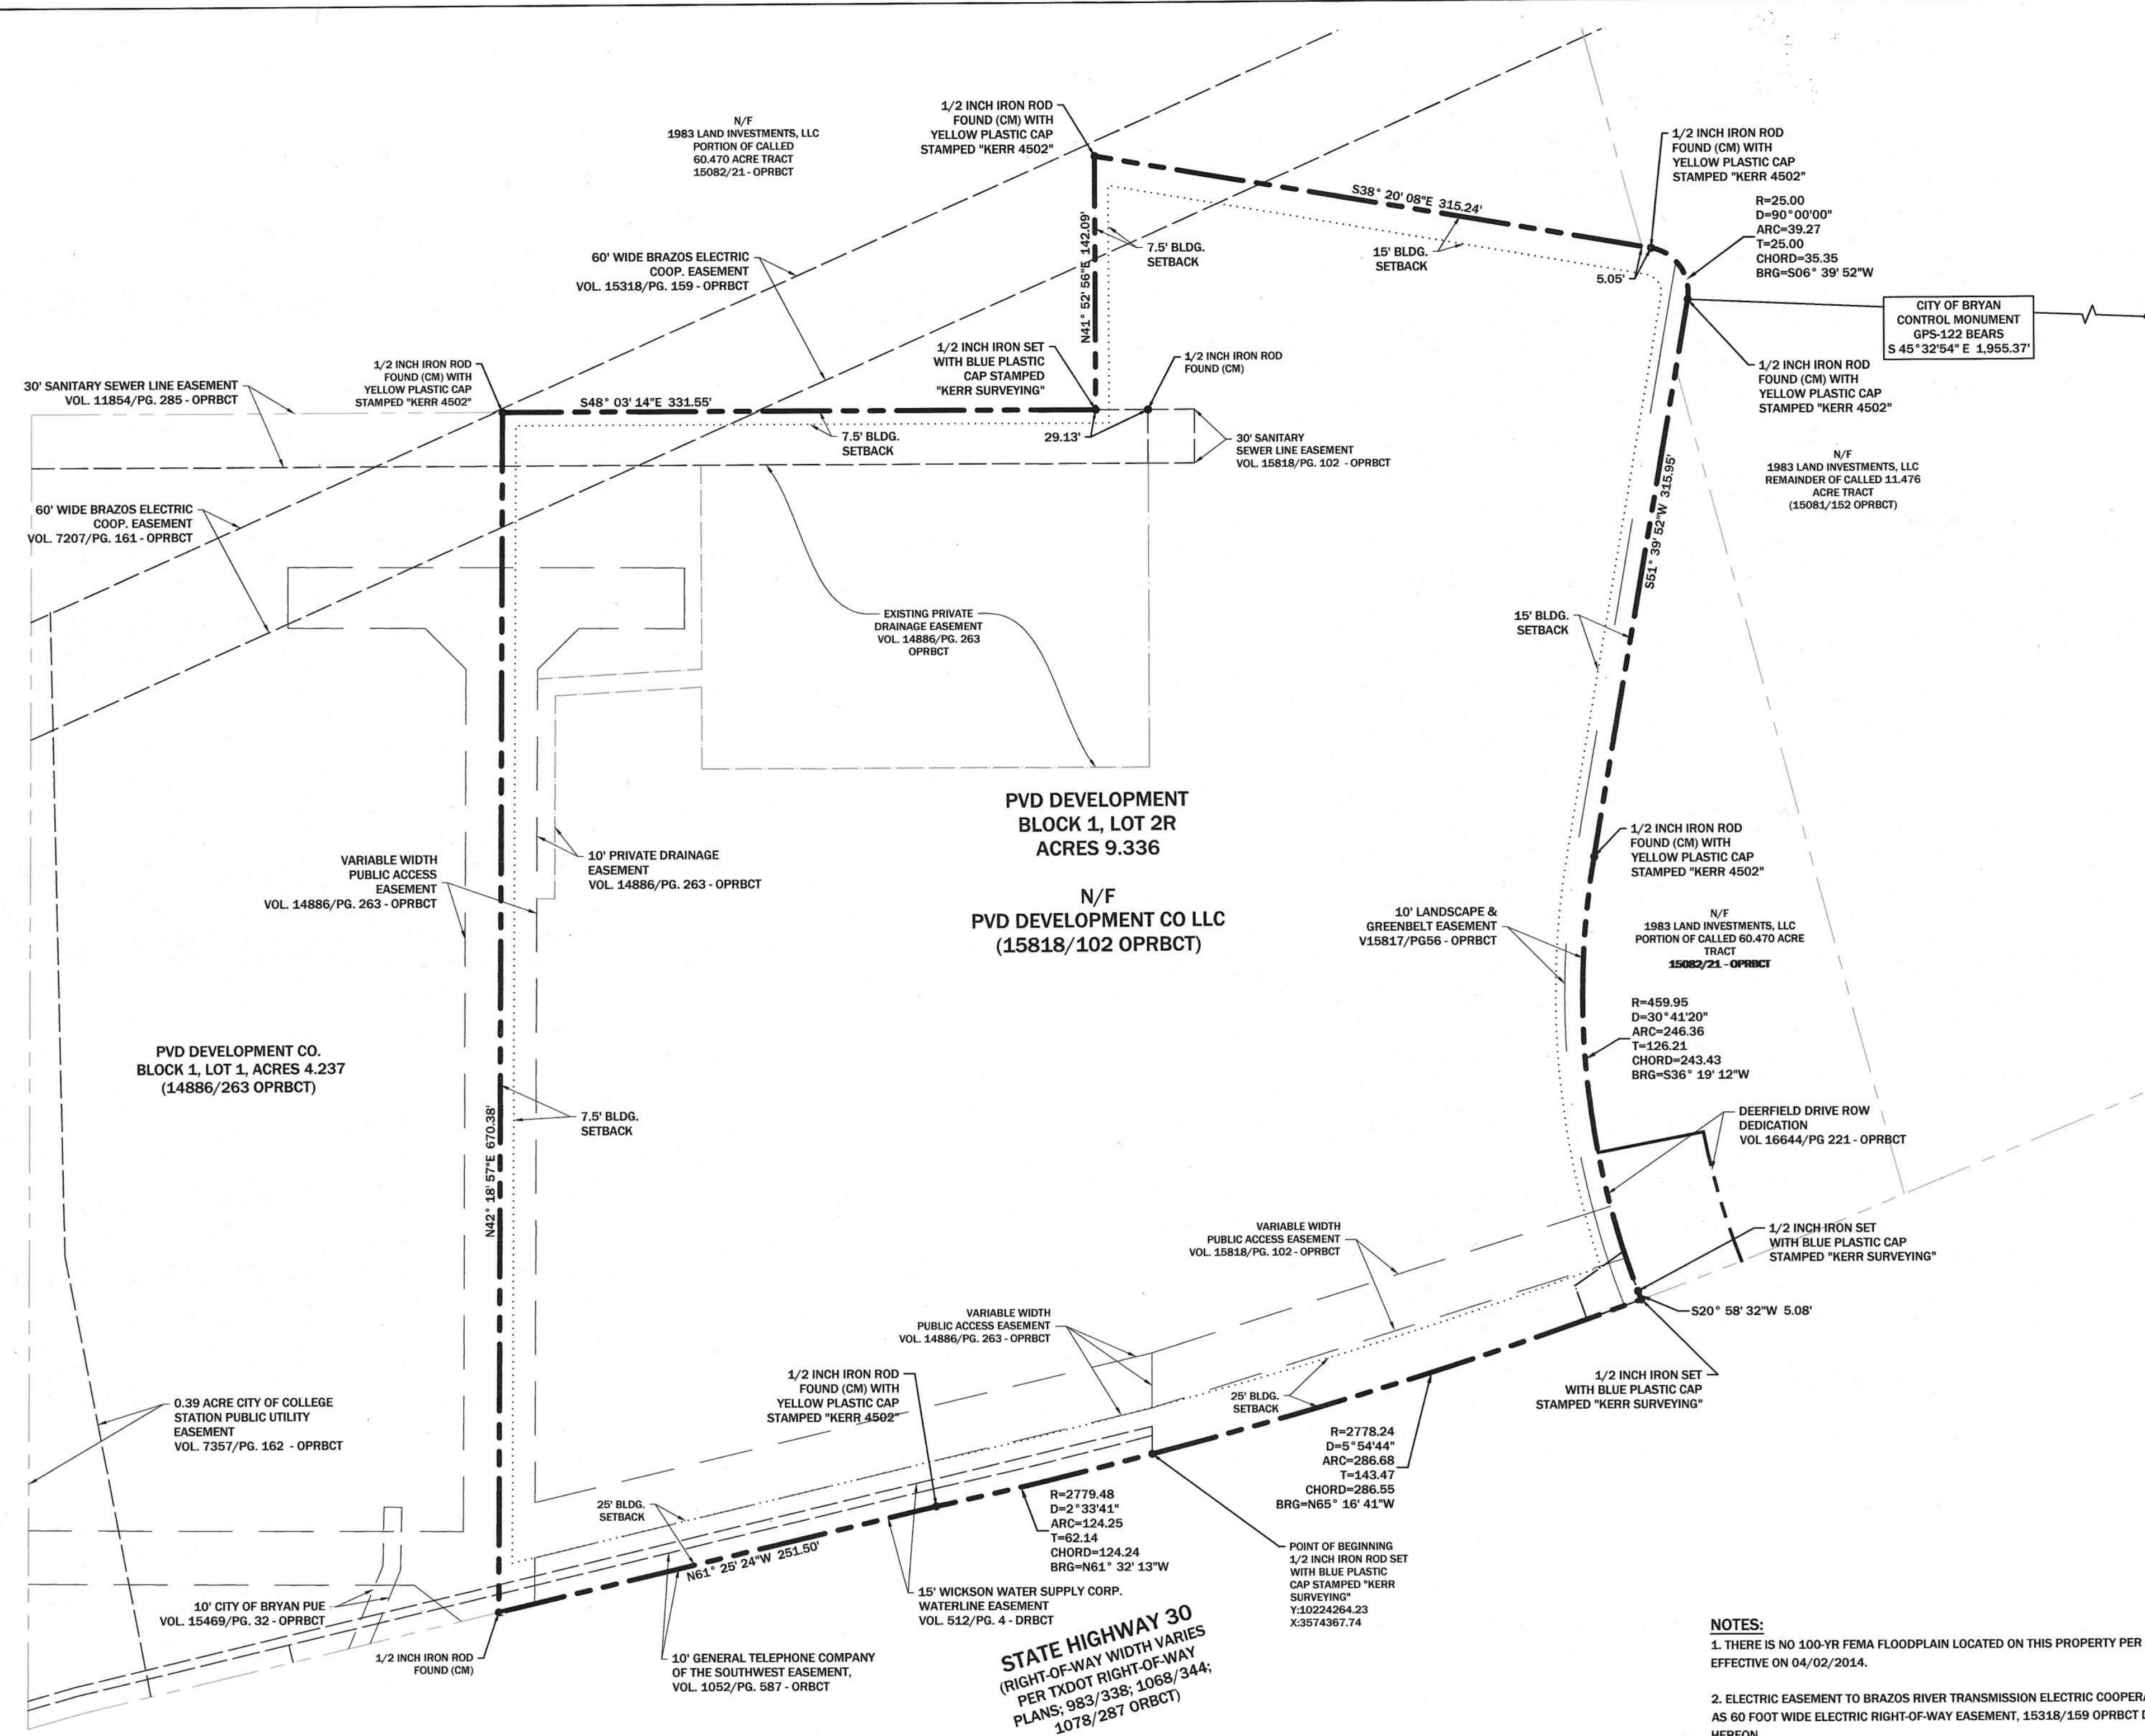 N/F
1983 LAND INVESTMENTS, LLC
PORTION OF CALLED
60.470 ACRE TRACT
15082/21 - OPRBCT
1/2 INCH IRON ROD
FOUND (CM) WITH
YELLOW PLASTIC CAP
STAMPED "KERR 4502"
1/2 INCH IRON ROD
FOUND (CM) WITH
YELLOW PLASTIC CAP
STAMPED "KERR 4502"
R=25.00
D=90°00'00"
ARC=39.27
T=25.00
CHORD=35.35
BRG=S06° 39' 52"W
S38° 20' 08"E 315.24'
N41° 52' 56"E 142.09'
7.5' BLDG.
SETBACK
15' BLDG.
SETBACK
5.05'
60' WIDE BRAZOS ELECTRIC
COOP. EASEMENT
VOL. 15318/PG. 159 - OPRBCT
CITY OF BRYAN
CONTROL MONUMENT
GPS-122 BEARS
S 45°32'54" E 1,955.37'
1/2 INCH IRON ROD
FOUND (CM) WITH
YELLOW PLASTIC CAP
STAMPED "KERR 4502"
1/2 INCH IRON SET
WITH BLUE PLASTIC
CAP STAMPED
"KERR SURVEYING"
1/2 INCH IRON ROD
FOUND (CM)
1/2 INCH IRON ROD
FOUND (CM) WITH
YELLOW PLASTIC CAP
STAMPED "KERR 4502"
30' SANITARY SEWER LINE EASEMENT
VOL. 11854/PG. 285 - OPRBCT
S48° 03' 14"E 331.55'
7.5' BLDG.
SETBACK
29.13'
30' SANITARY
SEWER LINE EASEMENT
VOL. 15818/PG. 102 - OPRBCT
N/F
1983 LAND INVESTMENTS, LLC
REMAINDER OF CALLED 11.476
ACRE TRACT
(15081/152 OPRBCT)
S51° 39' 52"W 315.95'
60' WIDE BRAZOS ELECTRIC
COOP. EASEMENT
VOL. 7207/PG. 161 - OPRBCT
EXISTING PRIVATE
DRAINAGE EASEMENT
VOL. 14886/PG. 263
OPRBCT
15' BLDG.
SETBACK
PVD DEVELOPMENT
BLOCK 1, LOT 2R
ACRES 9.336
N/F
PVD DEVELOPMENT CO LLC
(15818/102 OPRBCT)
VARIABLE WIDTH
PUBLIC ACCESS
EASEMENT
VOL. 14886/PG. 263 - OPRBCT
10' PRIVATE DRAINAGE
EASEMENT
VOL. 14886/PG. 263 - OPRBCT
1/2 INCH IRON ROD
FOUND (CM) WITH
YELLOW PLASTIC CAP
STAMPED "KERR 4502"
10' LANDSCAPE &
GREENBELT EASEMENT
V15817/PG56 - OPRBCT
N/F
1983 LAND INVESTMENTS, LLC
PORTION OF CALLED 60.470 ACRE
TRACT
15082/21 - OPRBCT
R=459.95
D=30°41'20"
ARC=246.36
T=126.21
CHORD=243.43
BRG=S36° 19' 12"W
PVD DEVELOPMENT CO.
BLOCK 1, LOT 1, ACRES 4.237
(14886/263 OPRBCT)
N42° 18' 57"E 670.38'
7.5' BLDG.
SETBACK
DEERFIELD DRIVE ROW
DEDICATION
VOL 16644/PG 221 - OPRBCT
VARIABLE WIDTH
PUBLIC ACCESS EASEMENT
VOL. 15818/PG. 102 - OPRBCT
1/2 INCH IRON SET
WITH BLUE PLASTIC CAP
STAMPED "KERR SURVEYING"
S20° 58' 32"W 5.08'
VARIABLE WIDTH
PUBLIC ACCESS EASEMENT
VOL. 14886/PG. 263 - OPRBCT
1/2 INCH IRON SET
WITH BLUE PLASTIC CAP
STAMPED "KERR SURVEYING"
1/2 INCH IRON ROD
FOUND (CM) WITH
YELLOW PLASTIC CAP
STAMPED "KERR 4502"
25' BLDG.
SETBACK
0.39 ACRE CITY OF COLLEGE
STATION PUBLIC UTILITY
EASEMENT
VOL. 7357/PG. 162 - OPRBCT
R=2778.24
D=5°54'44"
ARC=286.68
T=143.47
CHORD=286.55
BRG=N65° 16' 41"W
25' BLDG.
SETBACK
R=2779.48
D=2°33'41"
ARC=124.25
T=62.14
CHORD=124.24
BRG=N61° 32' 13"W
POINT OF BEGINNING
1/2 INCH IRON ROD SET
WITH BLUE PLASTIC
CAP STAMPED "KERR
SURVEYING"
Y:10224264.23
X:3574367.74
N61° 25' 24"W 251.50'
15' WICKSON WATER SUPPLY CORP.
WATERLINE EASEMENT
VOL. 512/PG. 4 - DRBCT
10' CITY OF BRYAN PUE
VOL. 15469/PG. 32 - OPRBCT
1/2 INCH IRON ROD
FOUND (CM)
10' GENERAL TELEPHONE COMPANY
OF THE SOUTHWEST EASEMENT,
VOL. 1052/PG. 587 - ORBCT
STATE HIGHWAY 30
(RIGHT-OF-WAY WIDTH VARIES
PER TXDOT RIGHT-OF-WAY
PLANS; 983/338; 1068/344;
1078/287 ORBCT)
NOTES:
1. THERE IS NO 100-YR FEMA FLOODPLAIN LOCATED ON THIS PROPERTY PER
EFFECTIVE ON 04/02/2014.
2. ELECTRIC EASEMENT TO BRAZOS RIVER TRANSMISSION ELECTRIC COOPERA
AS 60 FOOT WIDE ELECTRIC RIGHT-OF-WAY EASEMENT, 15318/159 OPRBCT
HEREON